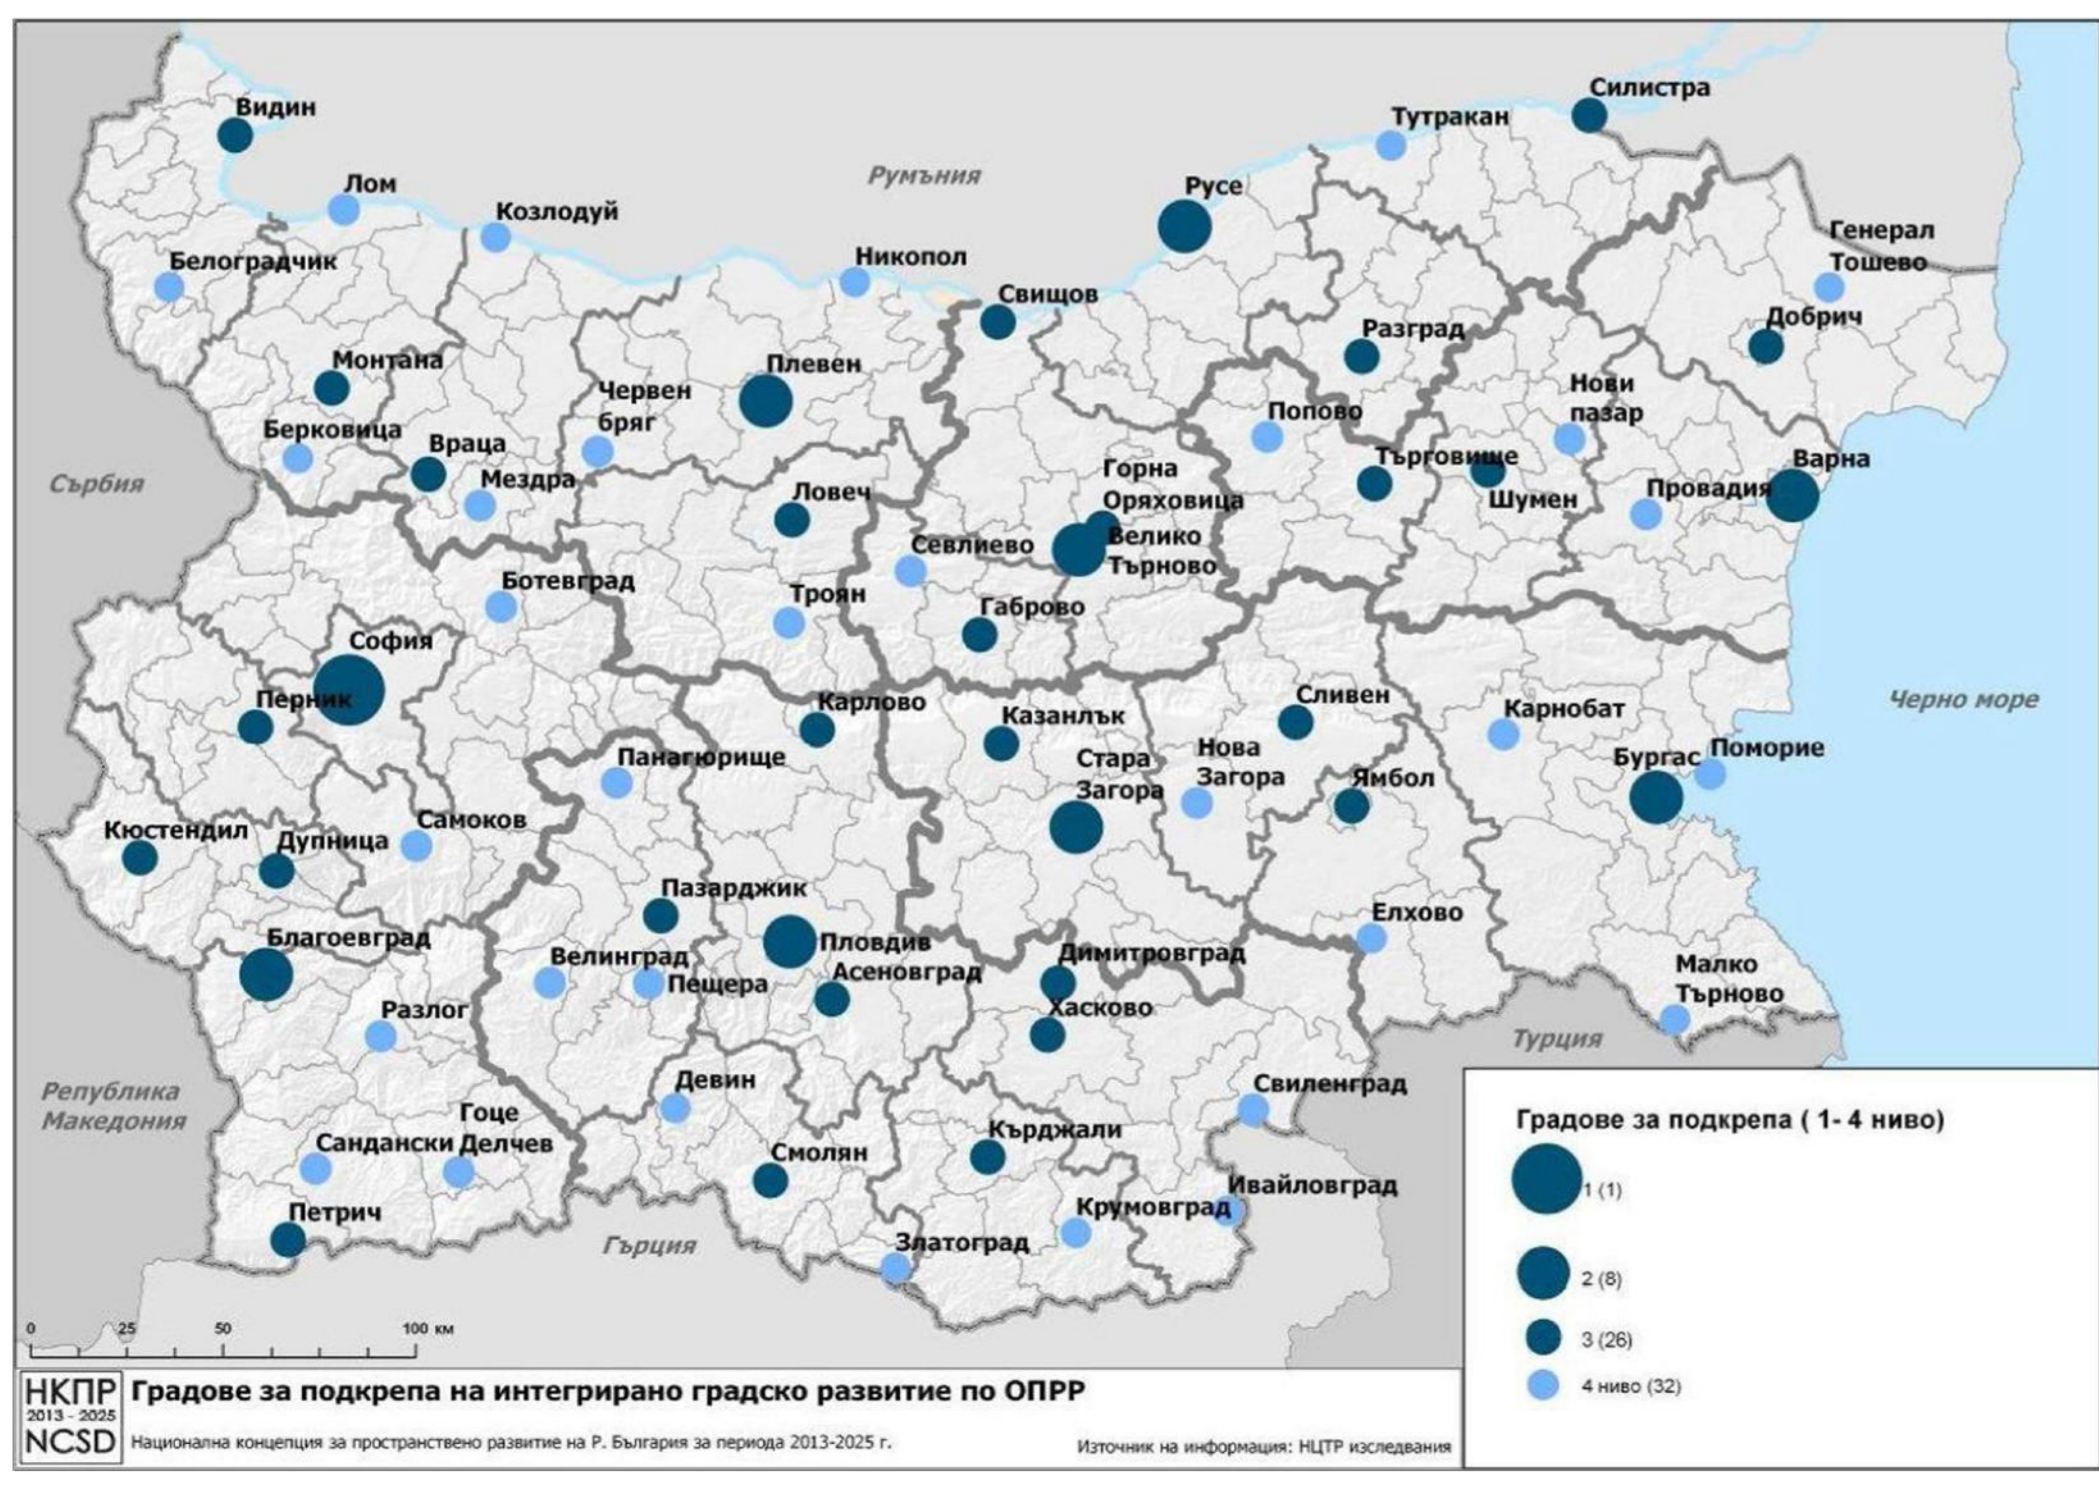 Силистра
Видин
Тутракан
Румъния
Лом
Русе
Козлодуй
Генерал
Тошево
Белоградчик
Никопол
Свищов
Добрич
Разград
Монтана
Плевен
Червен
бряг
Нови
пазар
Попово
Берковица
Враца
Търговище
Варна
Горна
Оряховица
Сърбия
Мездра
Ловеч
Шумен
Провадия
Севлиево
Велико
Търново
Ботевград
Троян
Габрово
София
Перник
Карлово
Казанлък
Сливен
Карнобат
Черно море
Панагюрище
Стара
Загора
Нова
Загора
Ямбол
Бургас
Поморие
Кюстендил
Дупница
Самоков
Пазарджик
Елхово
Благоевград
Велинград
Пловдив
Димитровград
Пещера
Асеновград
Малко
Търново
Разлог
Хасково
Турция
Република
Македония
Девин
Свиленград
Гоце
Делчев
Сандански
Смолян
Кърджали
Ивайловград
Петрич
Крумовград
Гърция
Златоград
Градове за подкрепа ( 1- 4 ниво)
1 (1)
2 (8)
3 (26)
4 ниво (32)
0 25 50 100 км
НКПР
2013 - 2025
NCSD
Градове за подкрепа на интегрирано градско развитие по ОПРР
Национална концепция за пространствено развитие на Р. България за периода 2013-2025 г.
Източник на информация: НЦТР изследвания